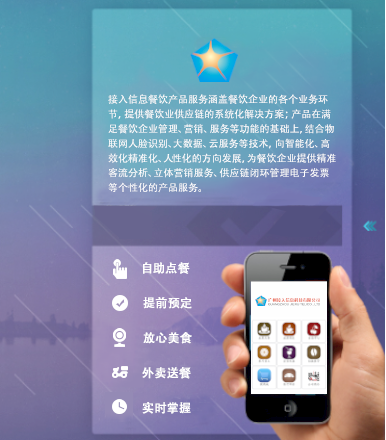 接入信息餐饮产品服务涵盖餐饮企业的各个业务环
节，提供餐饮业供应链的系统化解决方案；产品在满
足餐饮企业管理、营销、服务等功能的基础上，结合物
联网人脸识别、大数据、云服务等技术，向智能化、高
效化精准化、人性化的方向发展，为餐饮企业提供精准
客流分析、立体营销服务、供应链闭环管理电子发票
等个性化的产品服务。
自助点餐
提前预定
放心美食
外卖送餐
实时掌握